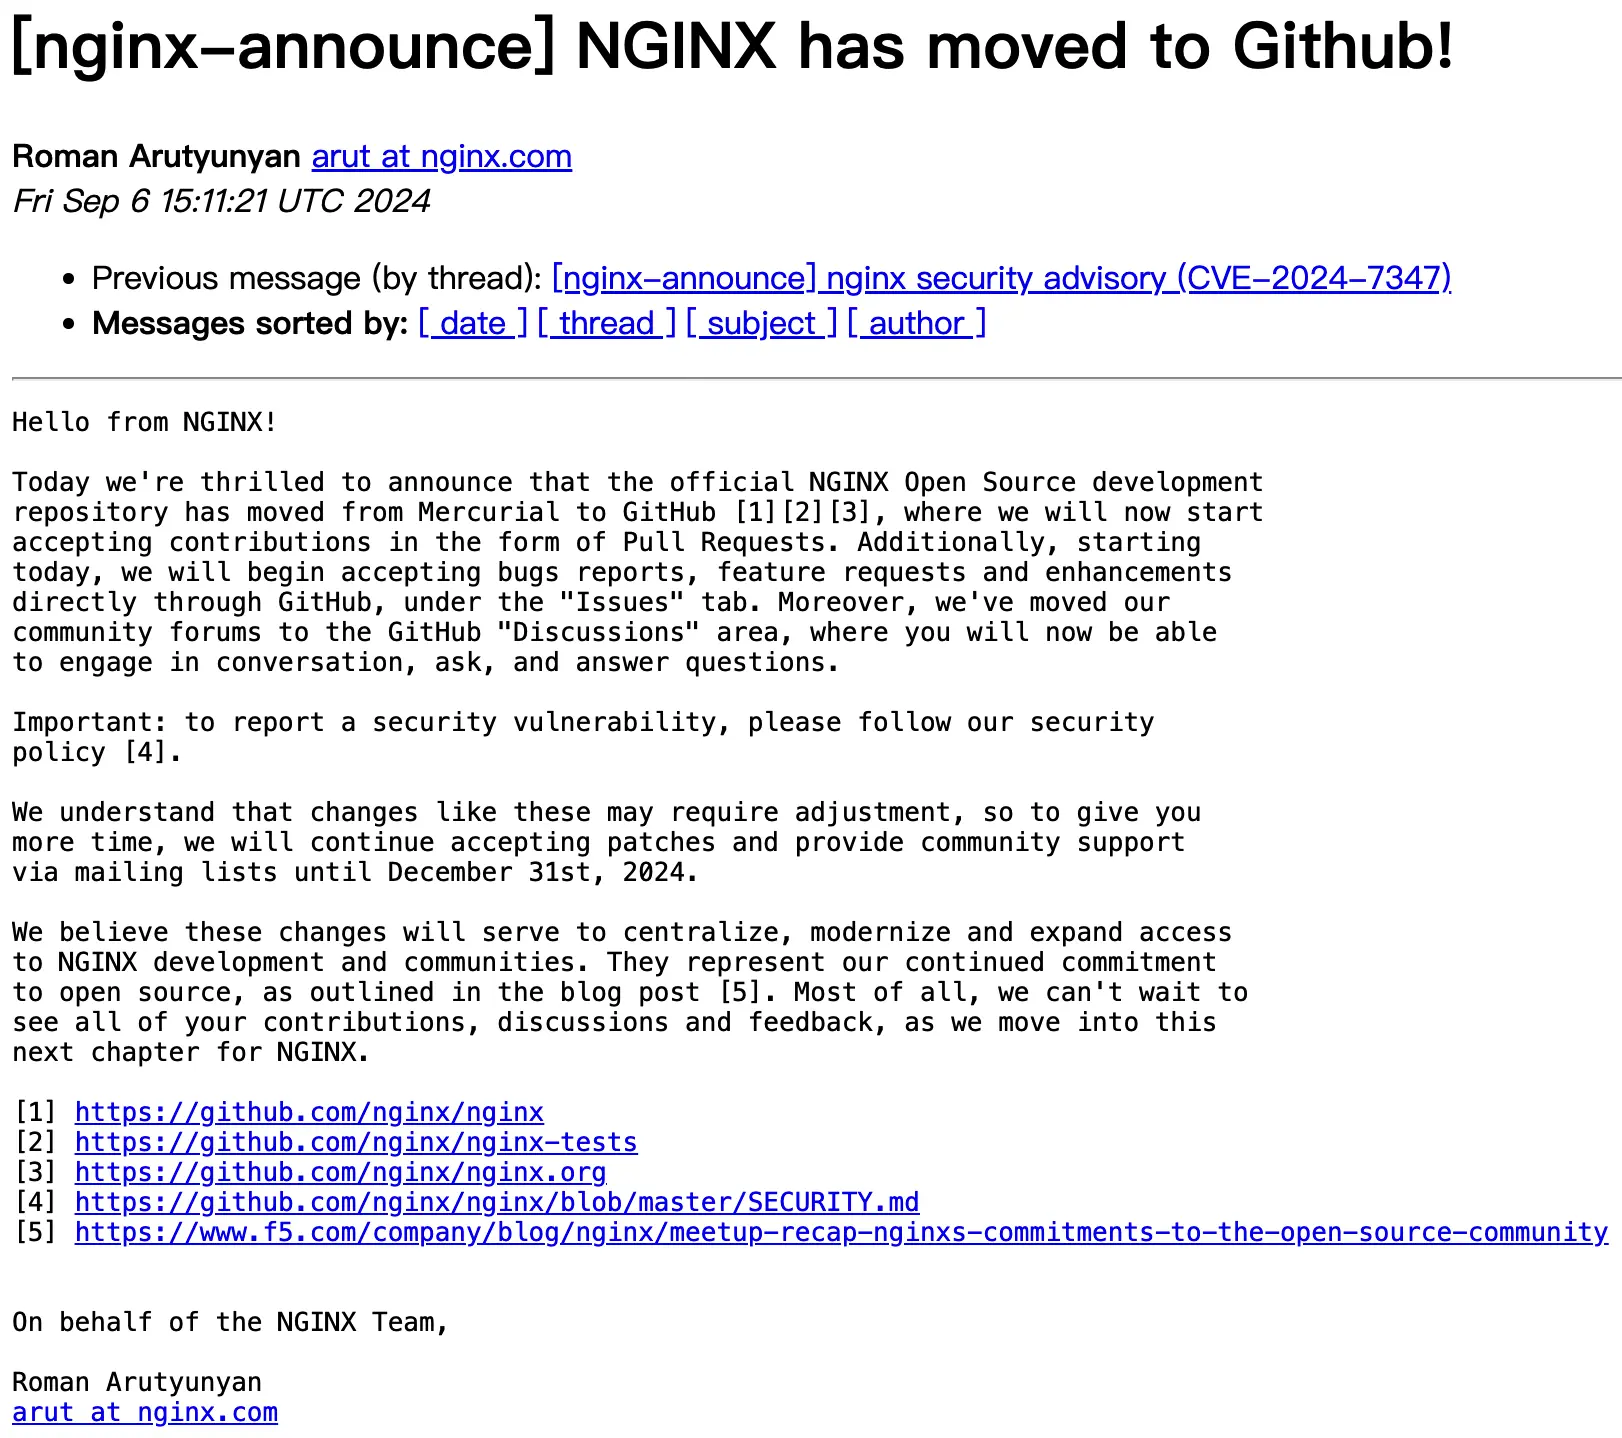 [nginx-announce] NGINX has moved to Github!
Roman Arutyunyan arut at nginx.com
Fri Sep 6 15:11:21 UTC 2024
• Previous message (by thread): [nginx-announce] nginx security advisory (CVE-2024-7347)
• Messages sorted by: [ date ] [ thread ] [ subject ] [ author ]
Hello from NGINX!
Today we're thrilled to announce that the official NGINX Open Source development
repository has moved from Mercurial to GitHub [1][2][3], where we will now start
accepting contributions in the form of Pull Requests. Additionally, starting
today, we will begin accepting bugs reports, feature requests and enhancements
directly through GitHub, under the "Issues" tab. Moreover, we've moved our
community forums to the GitHub "Discussions" area, where you will now be able
to engage in conversation, ask, and answer questions.
Important: to report a security vulnerability, please follow our security
policy [4].
We understand that changes like these may require adjustment, so to give you
more time, we will continue accepting patches and provide community support
via mailing lists until December 31st, 2024.
We believe these changes will serve to centralize, modernize and expand access
to NGINX development and communities. They represent our continued commitment
to open source, as outlined in the blog post [5]. Most of all, we can't wait to
see all of your contributions, discussions and feedback, as we move into this
next chapter for NGINX.
[1] https://github.com/nginx/nginx
[2] https://github.com/nginx/nginx-tests
[3] https://github.com/nginx/nginx.org
[4] https://github.com/nginx/nginx/blob/master/SECURITY.md
[5] https://www.f5.com/company/blog/nginx/meetup-recap-nginxs-commitments-to-the-open-source-community
On behalf of the NGINX Team,
Roman Arutyunyan
arut at nginx.com